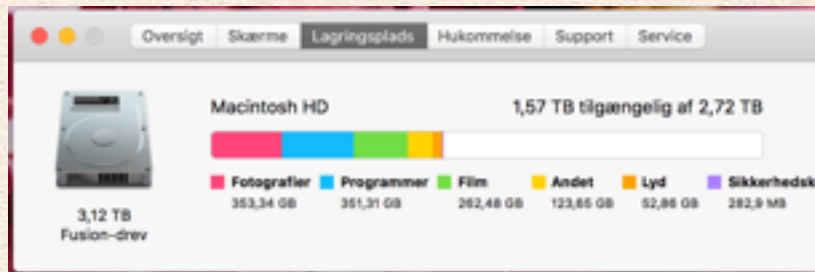 Oversigt Skærme Lagringsplads Hukommelse Support Service
Macintosh HD 1,57 TB tilgængelig af 2,72 TB
Fotografier Programmer Film Andet Lyd Sikkerhedsk
353,34 GB 351,31 GB 262,48 GB 123,65 GB 52,86 GB 282,9 MB
3,12 TB
Fusion-drev